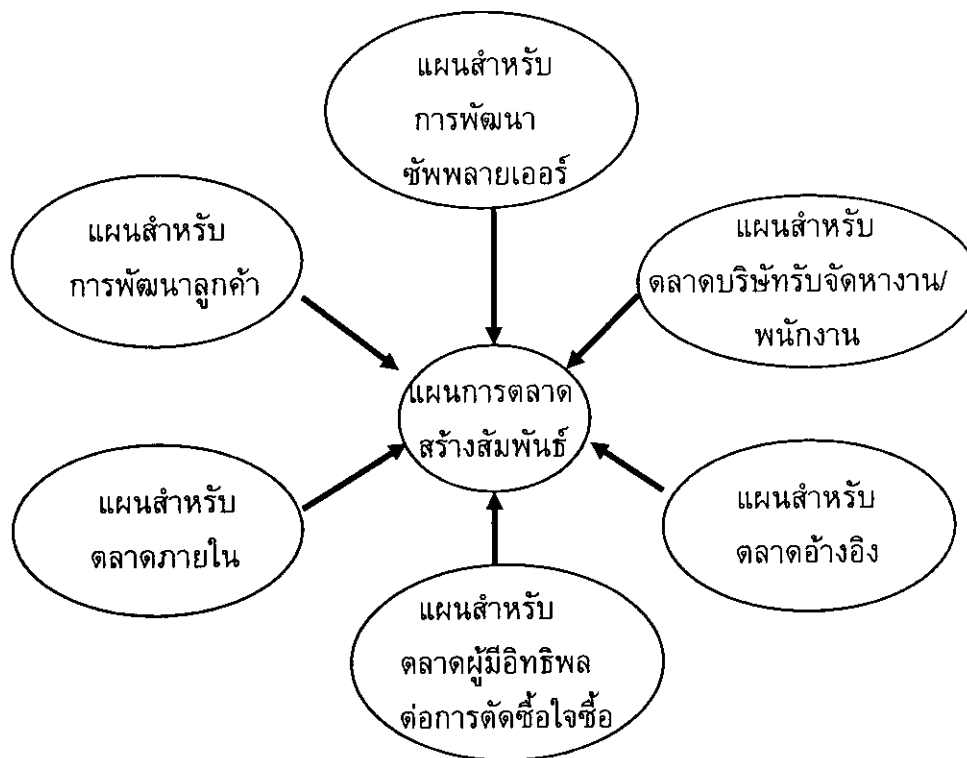 แผนสำหรับ
การพัฒนา
ซัพพลายเออร์
แผนสำหรับ
การพัฒนาลูกค้า
แผนสำหรับ
ตลาดบริษัทรับจัดหางาน/
พนักงาน
แผนการตลาด
สร้างสัมพันธ์
แผนสำหรับ
ตลาดภายใน
แผนสำหรับ
ตลาดอ้างอิง
แผนสำหรับ
ตลาดผู้มีอิทธิพล
ต่อการตัดซื้อใจซื้อ